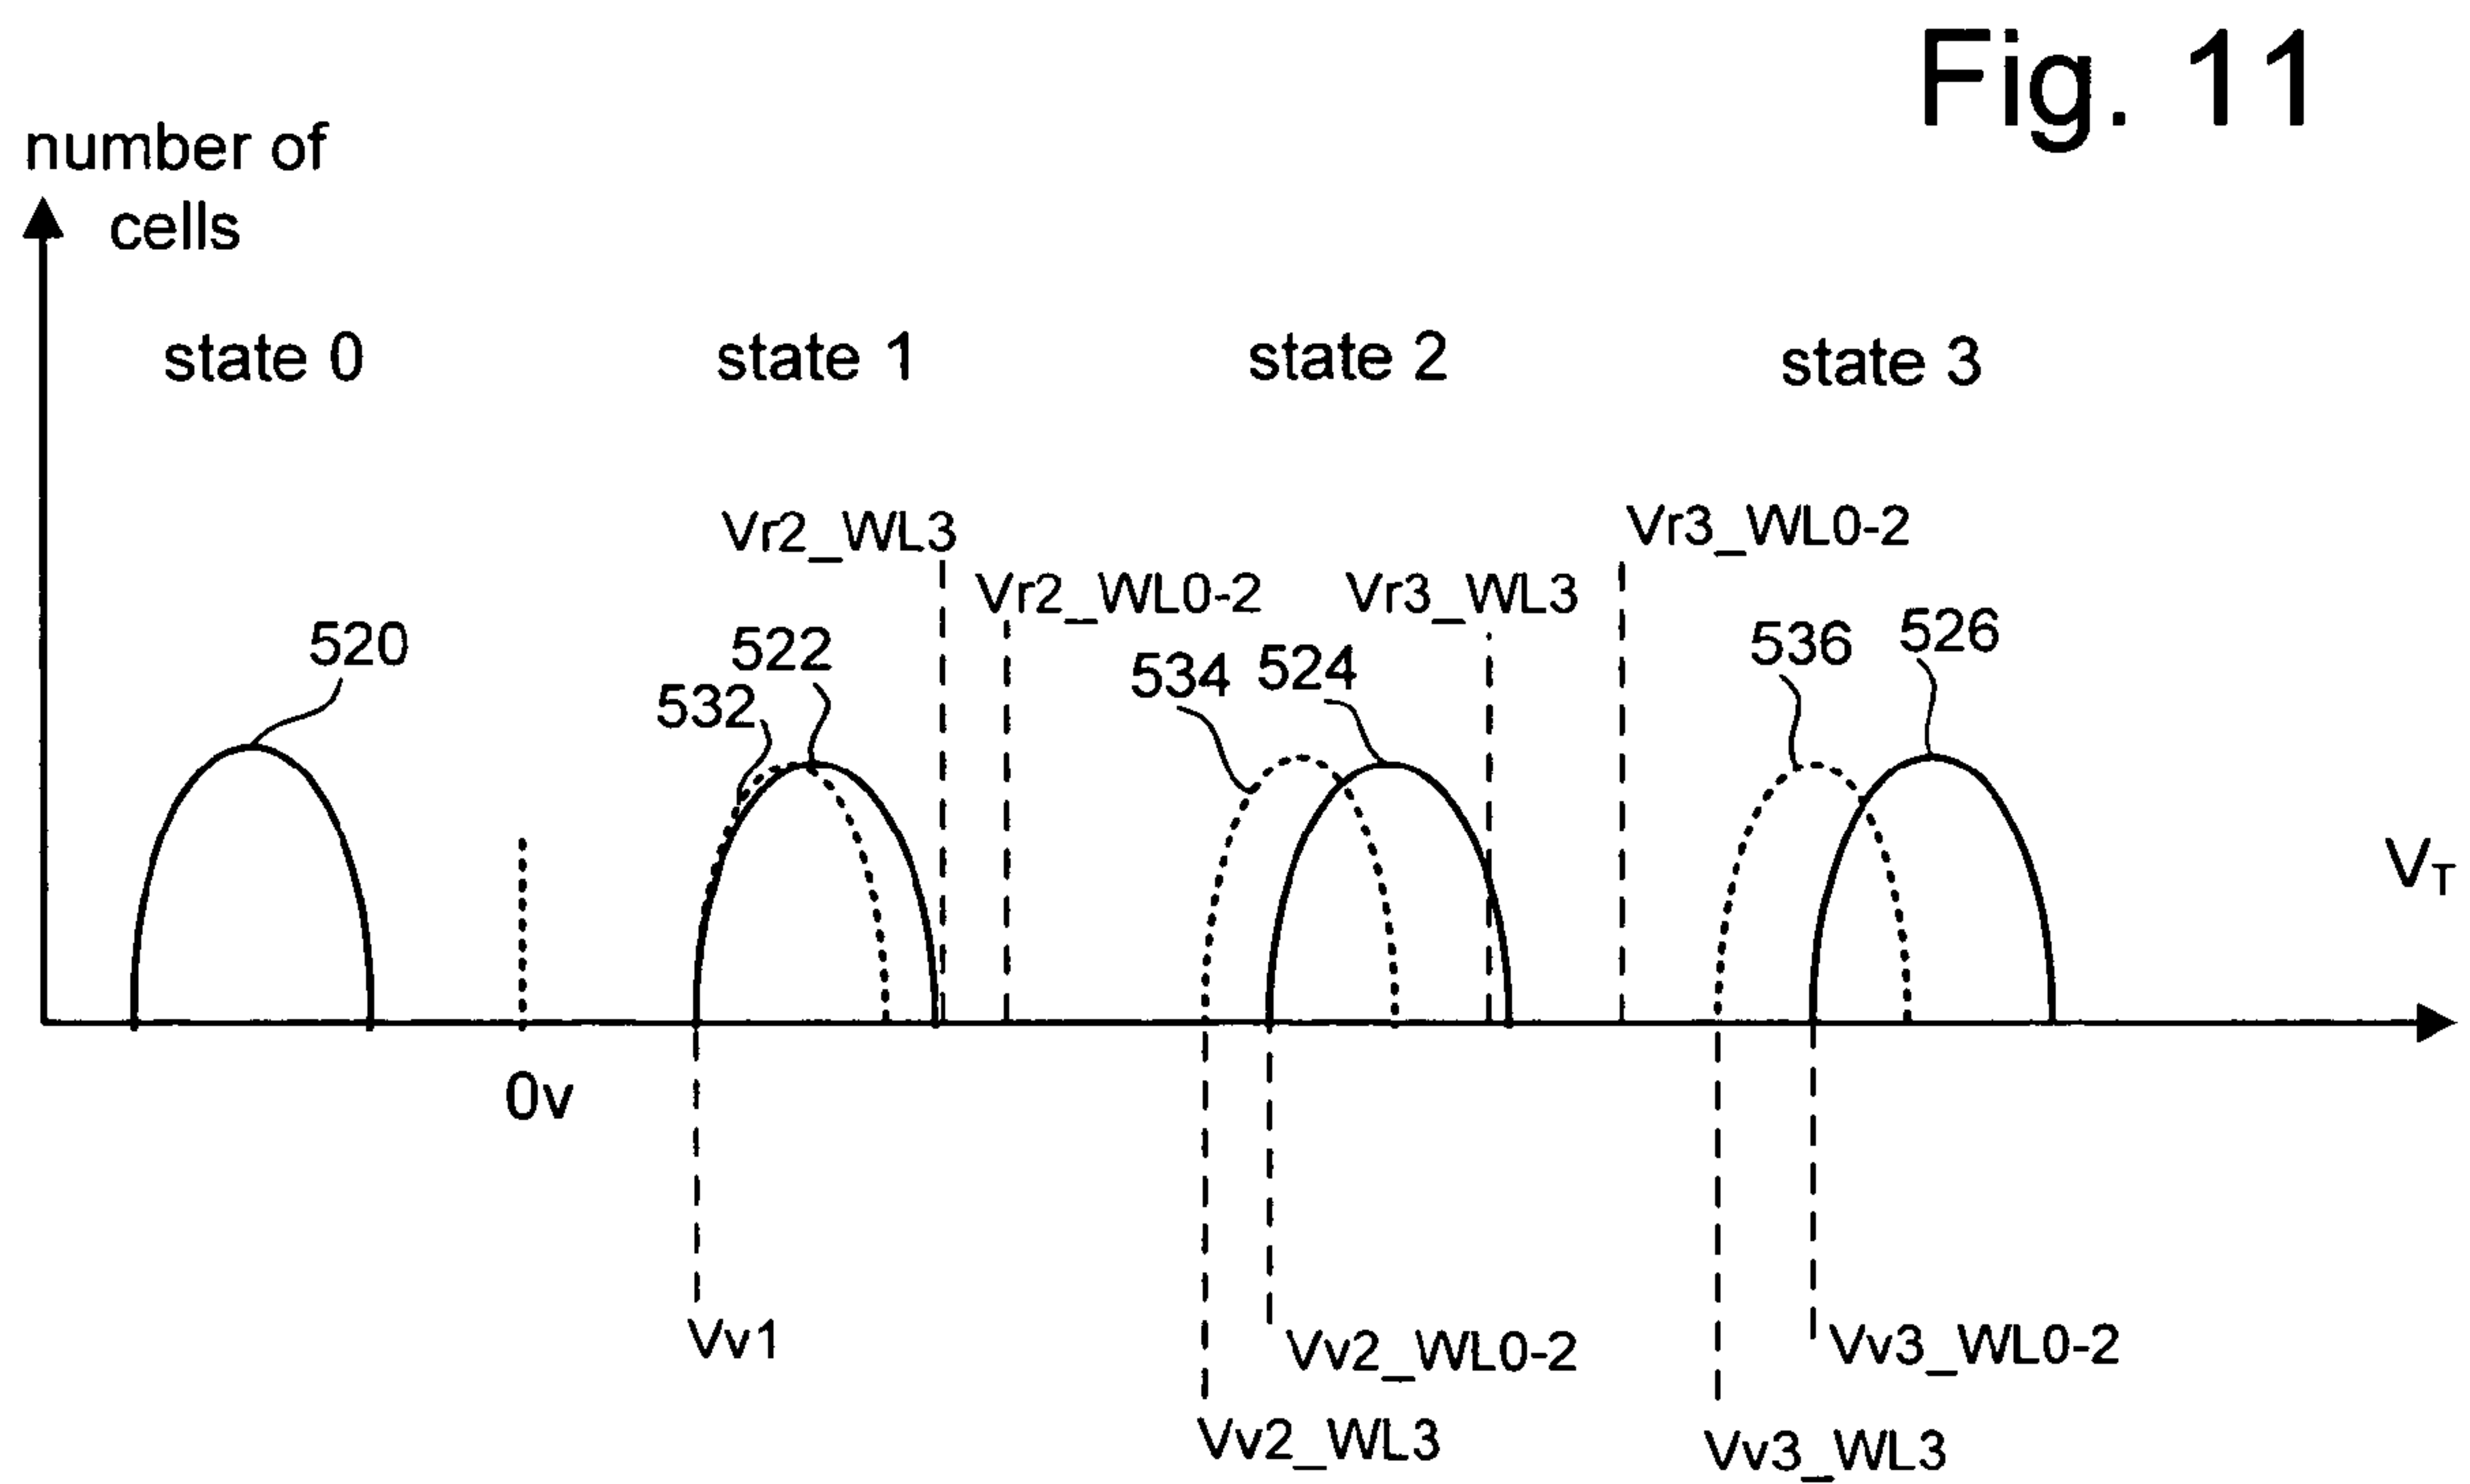 Fig. 11
number of
cells
state 0
state 1
state 2
state 3
Vr2_WL3
Vr3_WL0-2
Vr2_WL0-2
Vr3_WL3
520
522
532
534
524
536
526
VT
0v
Vv1
Vv2_WL0-2
Vv3_WL0-2
Vv2_WL3
Vv3_WL3